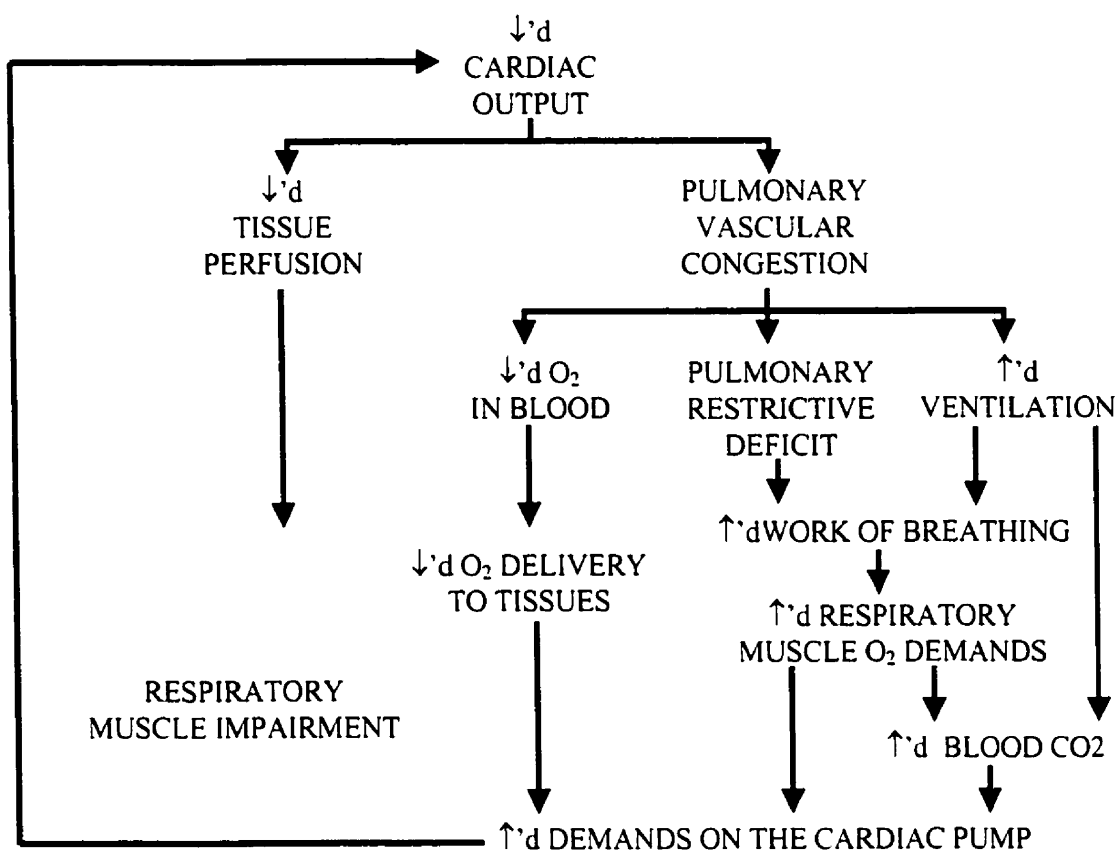 ↓'d
CARDIAC
OUTPUT
↓'d
TISSUE
PERFUSION
PULMONARY
VASCULAR
CONGESTION
↓'d O₂
IN BLOOD
PULMONARY
RESTRICTIVE
DEFICIT
↑'d
VENTILATION
↑'dWORK OF BREATHING
↓'d O₂ DELIVERY
TO TISSUES
↑'d RESPIRATORY
MUSCLE O₂ DEMANDS
RESPIRATORY
MUSCLE IMPAIRMENT
↑'d BLOOD CO2
↑'d DEMANDS ON THE CARDIAC PUMP